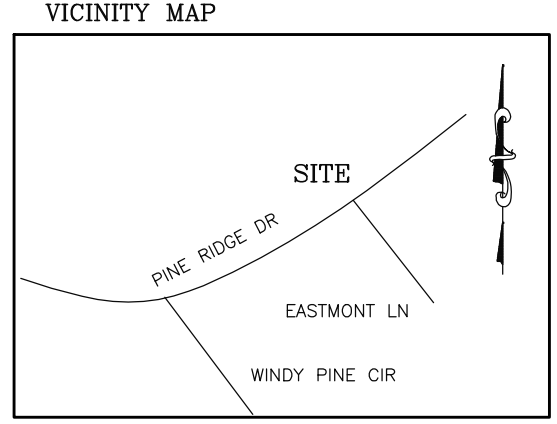 VICINITY MAP
SITE
PINE RIDGE DR
EASTMONT LN
WINDY PINE CIR